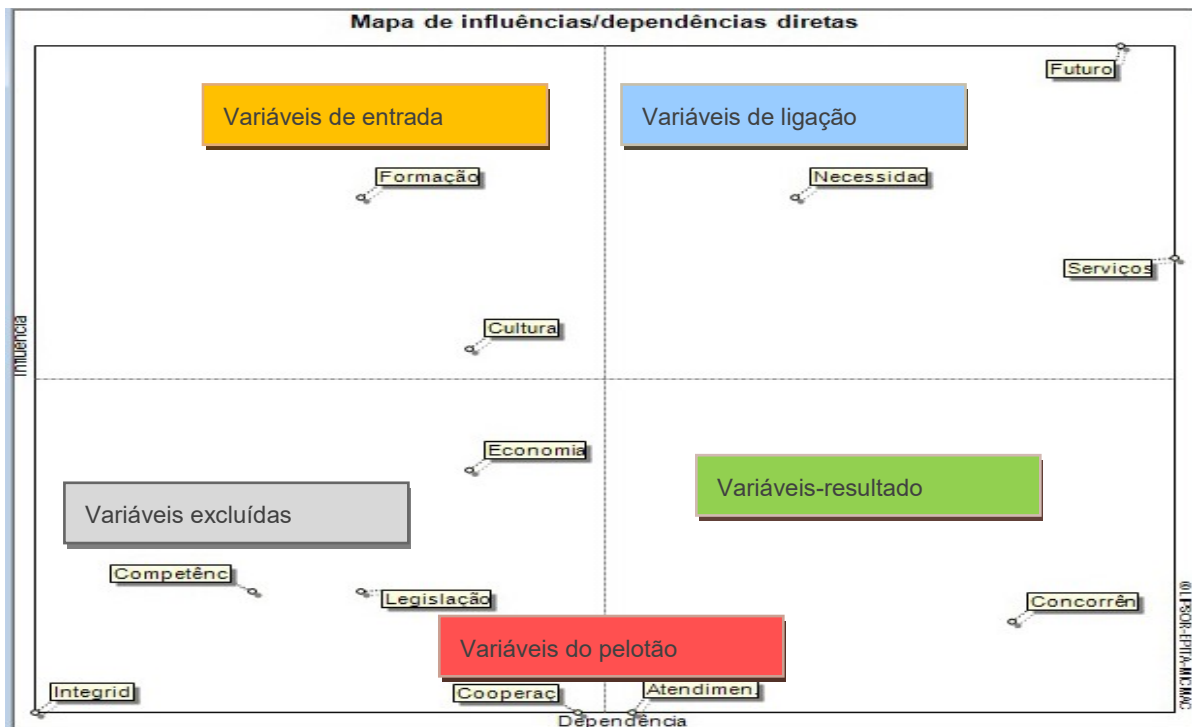 Mapa de influências/dependências diretas
Futuro
Variáveis de entrada
Variáveis de ligação
Formação
Necessidad
Serviços
Cultura
Influência
Economia
Variáveis-resultado
Variáveis excluídas
Competênc
Legislação
Concorrên
Variáveis do pelotão
Integrid
Cooperaç
Atendimen.
Dependência
©LIPSOR-EPITA-MICMAC